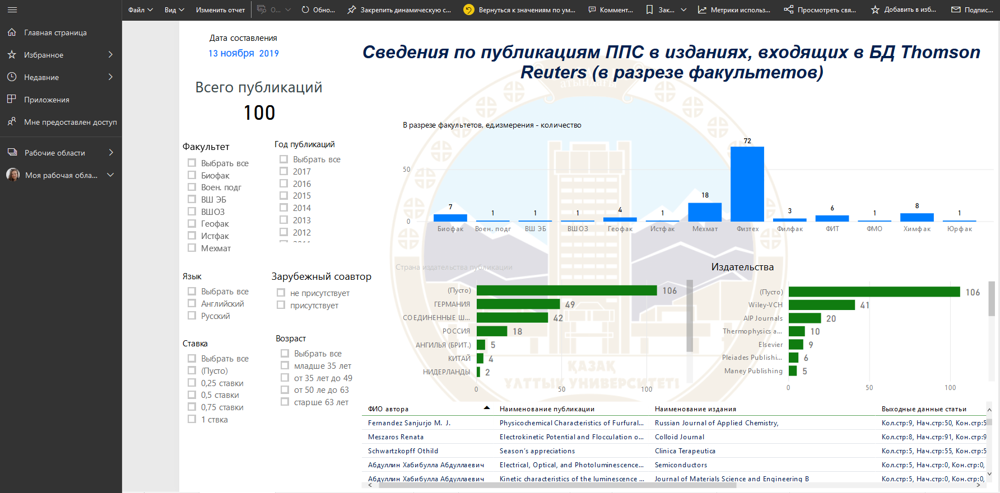 Файл
Вид
Изменить отчет
О...
Обно...
Закрепить динамическую с...
Вернуться к значениям по ум...
Коммент...
Зак...
Метрики использ...
Просмотреть свя...
Добавить в изб...
Подпис...
Главная страница
Избранное
Недавние
Приложения
Мне предоставлен доступ
Рабочие области
Моя рабочая обла...
Дата составления
13 ноября 2019
Сведения по публикациям ППС в изданиях, входящих в БД Thomson
Reuters (в разрезе факультетов)
Всего публикаций
100
Факультет
Выбрать все
Биофак
Воен. подг
ВШ ЭБ
ВШОЗ
Геофак
Истфак
Мехмат
Год публикаций
Выбрать все
2017
2016
2015
2014
2013
2012
2011
Язык
Выбрать все
Английский
Русский
Зарубежный соавтор
не присутствует
присутствует
Ставка
Выбрать все
(Пусто)
0,25 ставки
0,5 ставки
0,75 ставки
1 ствка
Возраст
Выбрать все
младше 35 лет
от 35 лет до 49
от 50 ле до 63
старше 63 лет
атындағы
В разрезе факультетов, ед.измерения - количество
50
0
7 1 1 1 4 1 18 72 3 6 1 8 1
Биофак Воен. подг ВШ ЭБ ВШОЗ Геофак Истфак Мехмат Физтех Филфак ФИТ ФМО Химфак Юрфак
Страна издательства публикации
(Пусто) 106
ГЕРМАНИЯ 49
СОЕДИНЕННЫЕ Ш... 42
РОССИЯ 18
АНГИЛЬЯ (БРИТ.) 5
КИТАЙ 4
НИДЕРЛАНДЫ 2
0 50 100
Издательства
(Пусто) 106
Wiley-VCH 41
AIP Journals 20
Thermophysics a... 10
Elsevier 9
Pleiades Publishi... 6
Maney Publishing 5
0 50 100
ҚАЗАҚ
ҰЛТТЫҚ УНИВЕРСИТЕТІ
ФИО автора Наименование публикации Наименование издания Выходные данные статьи
Fernandez Sanjurjo M. J. Physicochemical Characteristics of Furfural... Russian Journal of Applied Chemistry, Кол.стр:9, Нач.стр:50, Кон.стр:5
Meszaros Renata Electrokinetic Potential and Flocculation o... Colloid Journal Кол.стр:8, Нач.стр:91, Кон.стр:9
Schwartzkopff Othild Season's appreciations Clinica Terapeutica Кол.стр:5, Нач.стр:55, Кон.стр:5
Абдуллин Хабибулла Абдуллаевич Electrical, Optical, and Photoluminescence... Semiconductors Кол.стр:5, Нач.стр:0, Кон.стр:0,
Абдуллин Хабибулла Абдуллаевич Kinetic characteristics of the luminescence ... Journal of Materials Science and Engineering B Кол.стр:5, Нач.стр:0, Кон.стр:0,